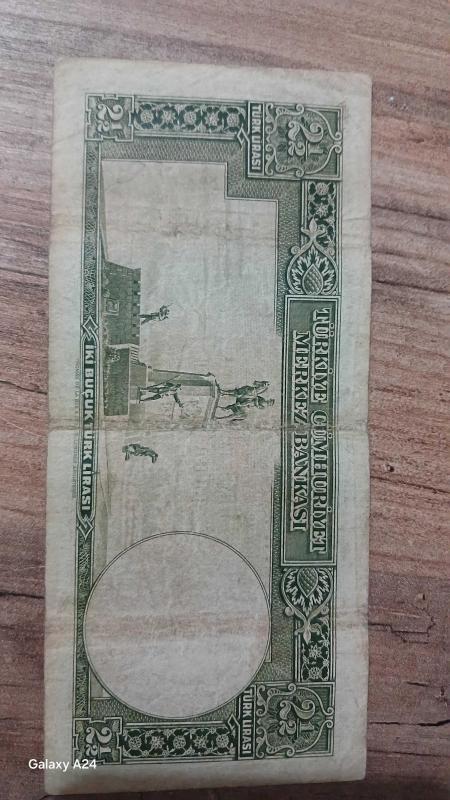 2½
2½
TÜRK LİRASI
TÜRK LİRASI
TÜRKİYE CÜMHURİYET
MERKEZ BANKASI
İKİ BUÇUK TÜRK LİRASI
2½
2½
Galaxy A24